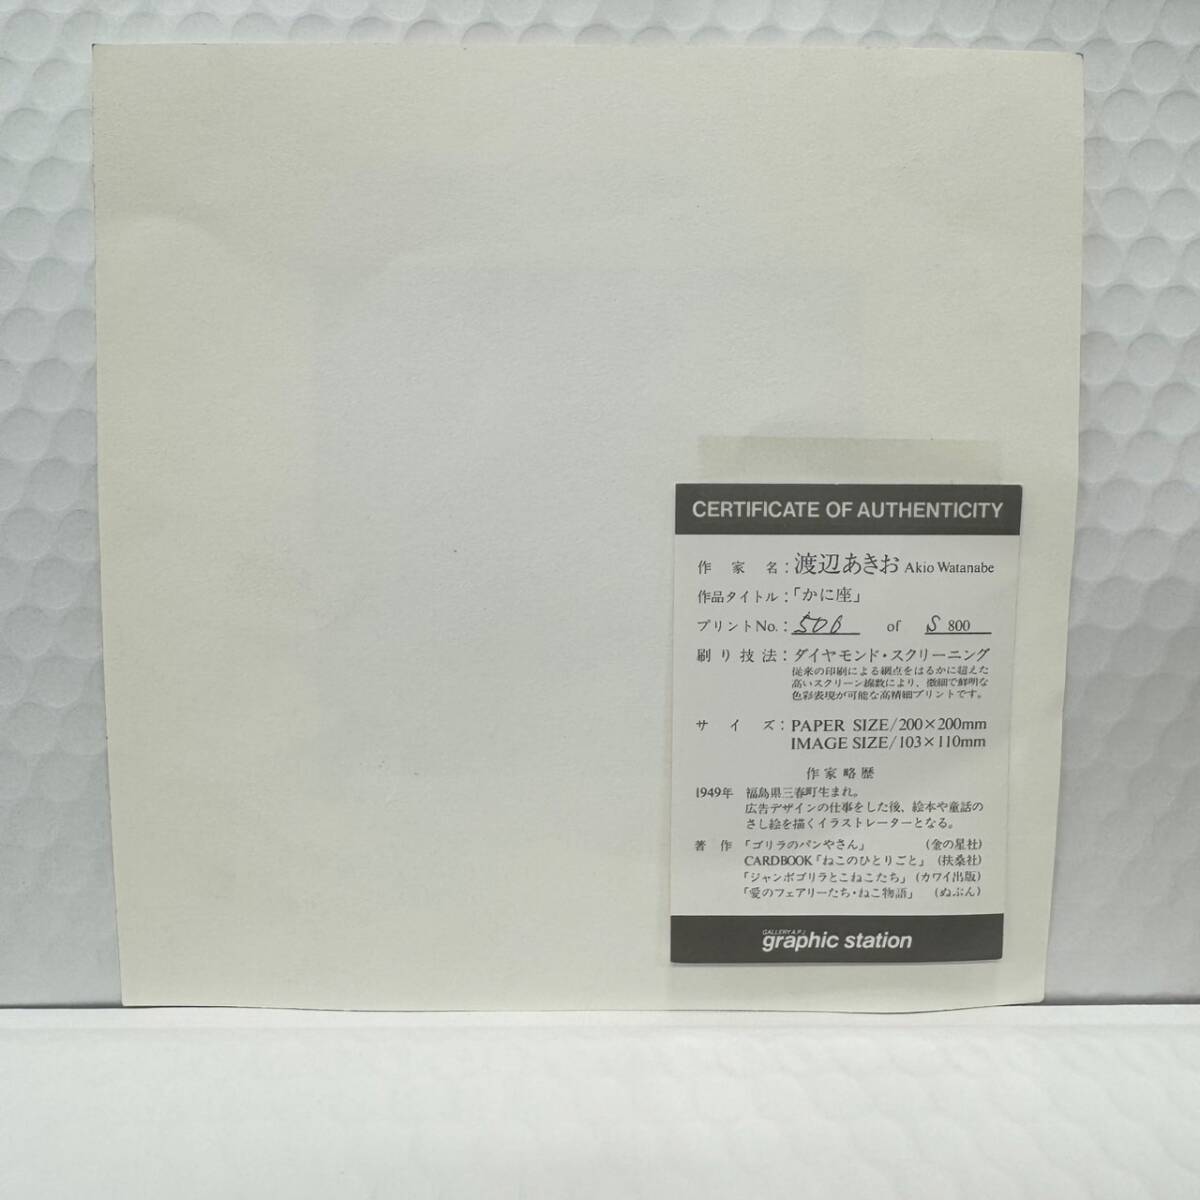 CERTIFICATE OF AUTHENTICITY
作家名：渡辺あきお Akio Watanabe
作品タイトル：「かに座」
プリントNo.：506 of S 800
刷り技法：ダイヤモンド・スクリーニング
従来の印刷による網点をはるかに超えた
高いスクリーン線数により、微細で鮮明な
色彩表現が可能な高精細プリントです。
サイズ：PAPER SIZE/200×200mm
IMAGE SIZE/103×110mm
作家略歴
1949年 福島県三春町生まれ。
広告デザインの仕事をした後、絵本や童話の
さし絵を描くイラストレーターとなる。
著作「ゴリラのパンやさん」 （金の星社）
CARDBOOK「ねこのひとりごと」（扶桑社）
「ジャンボゴリラとこねこたち」（カワイ出版）
「愛のフェアリーたち・ねこ物語」（ぬぷん）
GALLERY A.P.J
graphic station